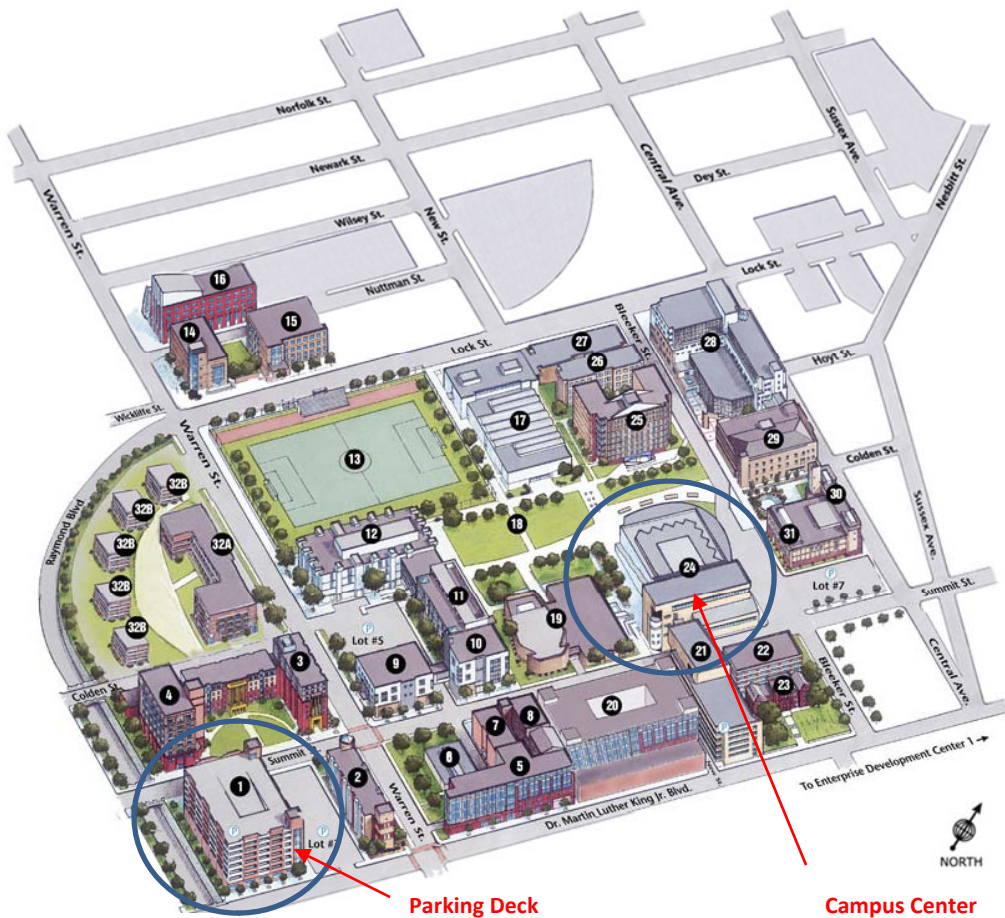 Norfolk St.
Sussex Ave.
Central Ave.
Newark St.
Dey St.
Nesbitt St.
Warren St.
Wilsey St.
New St.
Lock St.
16
Nuttman St.
15
14
Bleeker St.
28
27
26
Lock St.
Hoyt St.
Wickliffe St.
17
25
Warren St.
29
Colden St.
13
32B
30
Raymond Blvd
32B
18
31
12
32A
32B
Sussex Ave.
24
P
Lot #7
Summit St.
32B
11
19
P
Lot #5
10
21
22
32B
3
9
Bleeker St.
Central Ave.
Colden St.
4
23
20
7
8
P
6
5
Summit
1
2
To Enterprise Development Center 1
P
P
Lot #
Warren St.
St.
Dr. Martin Luther King Jr. Blvd.
NORTH
Parking Deck
Campus Center